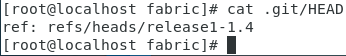 [root@localhost fabric]# cat .git/HEAD
ref: refs/heads/release1-1.4
[root@localhost fabric]#